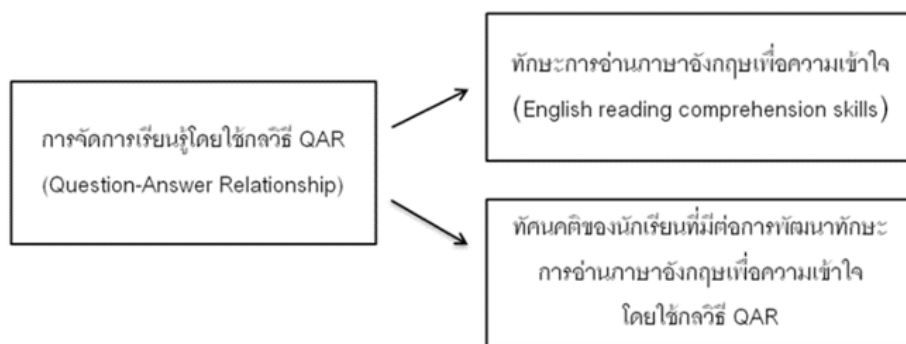 การจัดการเรียนรู้โดยใช้กลวิธี QAR
(Question-Answer Relationship)
ทักษะการอ่านภาษาอังกฤษเพื่อความเข้าใจ
(English reading comprehension skills)
ทัศนคติของนักเรียนที่มีต่อการพัฒนาทักษะ
การอ่านภาษาอังกฤษเพื่อความเข้าใจ
โดยใช้กลวิธี QAR